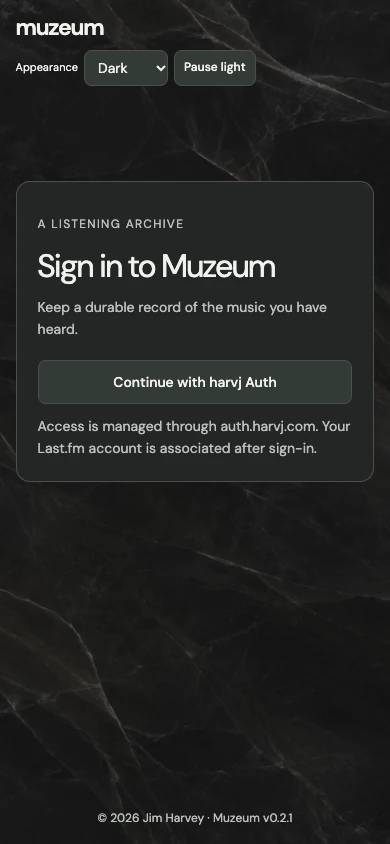 muzeum
Appearance Dark Pause light
A LISTENING ARCHIVE
Sign in to Muzeum
Keep a durable record of the music you have
heard.
Continue with harvj Auth
Access is managed through auth.harvj.com. Your
Last.fm account is associated after sign-in.
© 2026 Jim Harvey · Muzeum v0.2.1